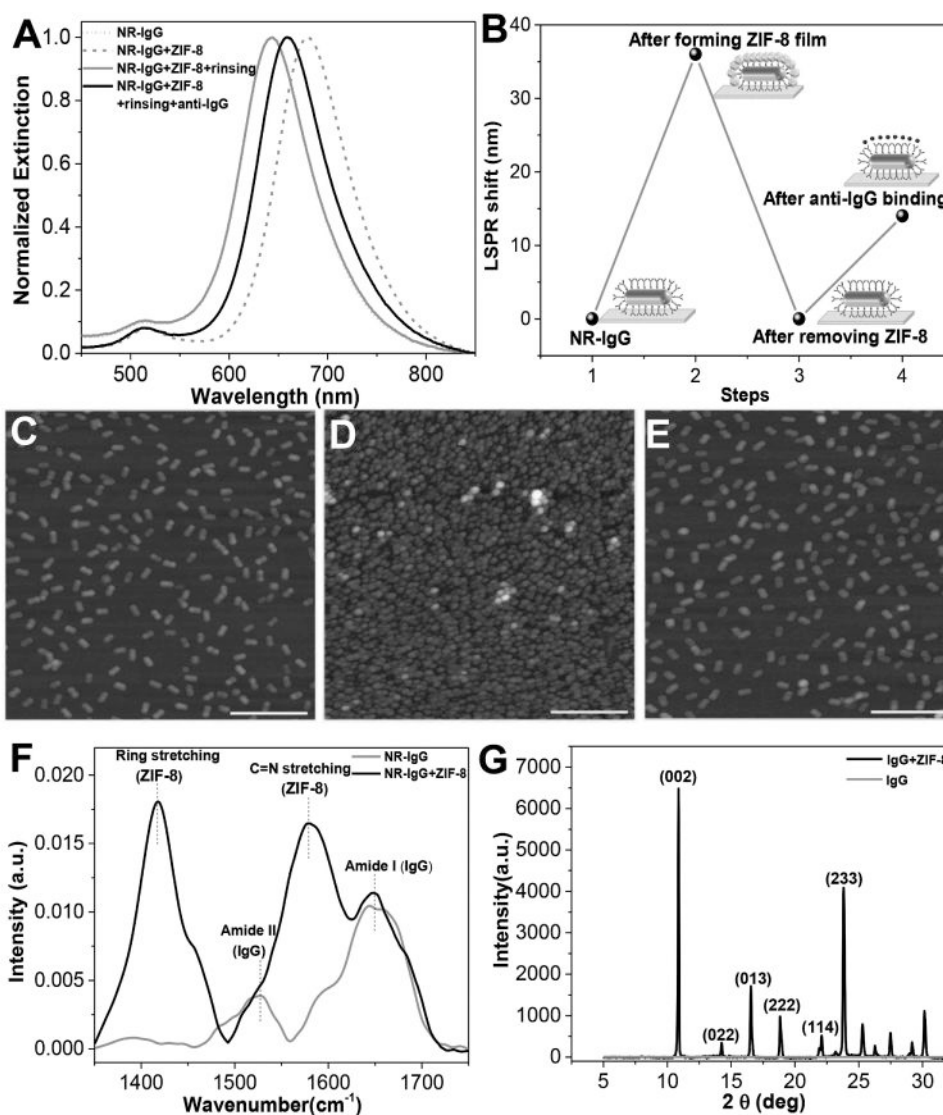 A
NR-IgG
NR-IgG+ZIF-8
NR-IgG+ZIF-8+rinsing
NR-IgG+ZIF-8
+rinsing+anti-IgG
Normalized Extinction
1.0
0.8
0.6
0.4
0.2
0.0
500
600
700
800
Wavelength (nm)
B
After forming ZIF-8 film
After anti-IgG binding
NR-IgG
After removing ZIF-8
LSPR shift (nm)
40
30
20
10
0
1
2
3
4
Steps
C
D
E
F
Ring stretching
(ZIF-8)
C=N stretching
(ZIF-8)
NR-IgG
NR-IgG+ZIF-8
Amide I (IgG)
Amide II
(IgG)
Intensity (a.u.)
0.020
0.015
0.010
0.005
0.000
1400
1500
1600
1700
Wavenumber(cm-1)
G
IgG+ZIF-8
IgG
(002)
(233)
(013)
(222)
(022)
(114)
Intensity(a.u.)
7000
6000
5000
4000
3000
2000
1000
0
5
10
15
20
25
30
2 θ (deg)